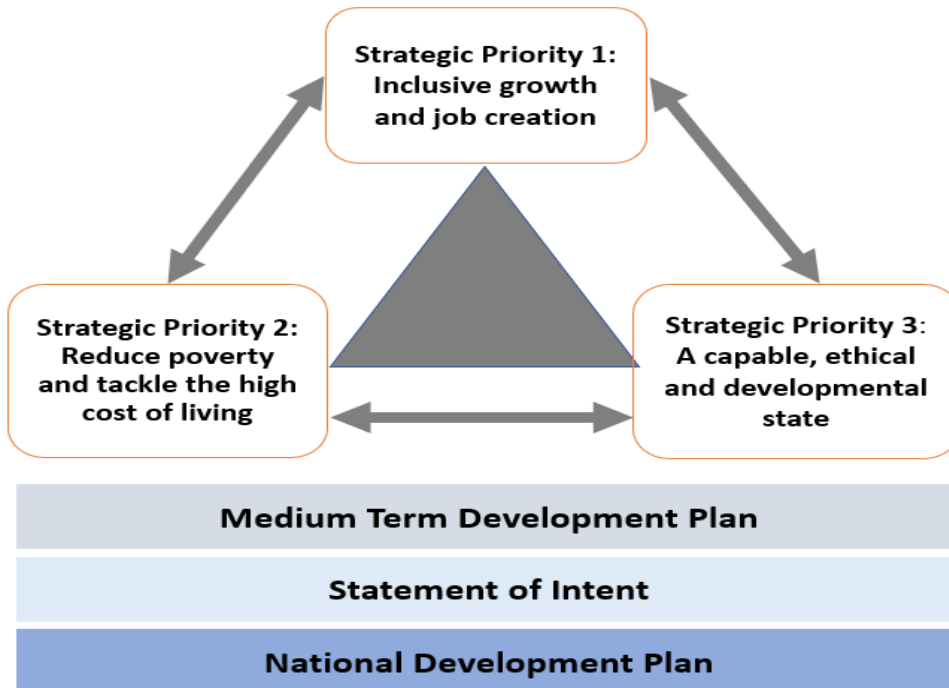 Strategic Priority 1:
Inclusive growth
and job creation
Strategic Priority 2:
Reduce poverty
and tackle the high
cost of living
Strategic Priority 3:
A capable, ethical
and developmental
state
Medium Term Development Plan
Statement of Intent
National Development Plan